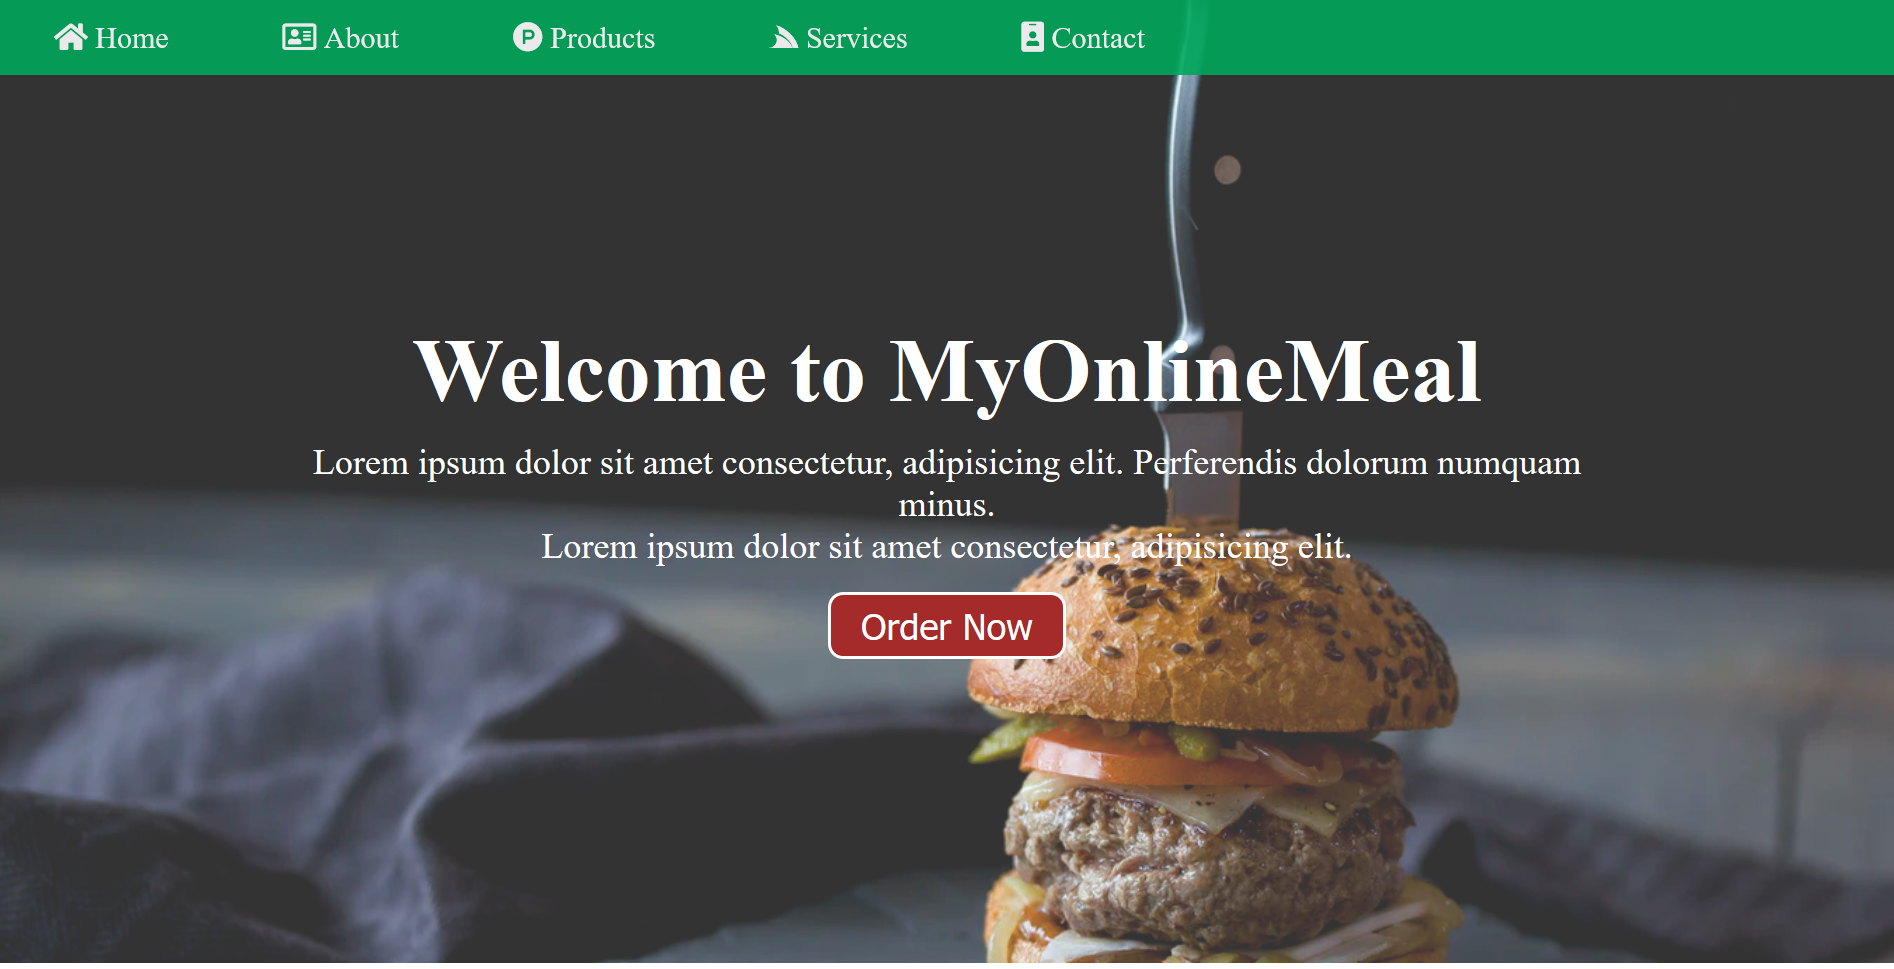 Home About Products Services Contact
Welcome to MyOnlineMeal
Lorem ipsum dolor sit amet consectetur, adipisicing elit. Perferendis dolorum numquam
minus.
Lorem ipsum dolor sit amet consectetur, adipisicing elit.
Order Now